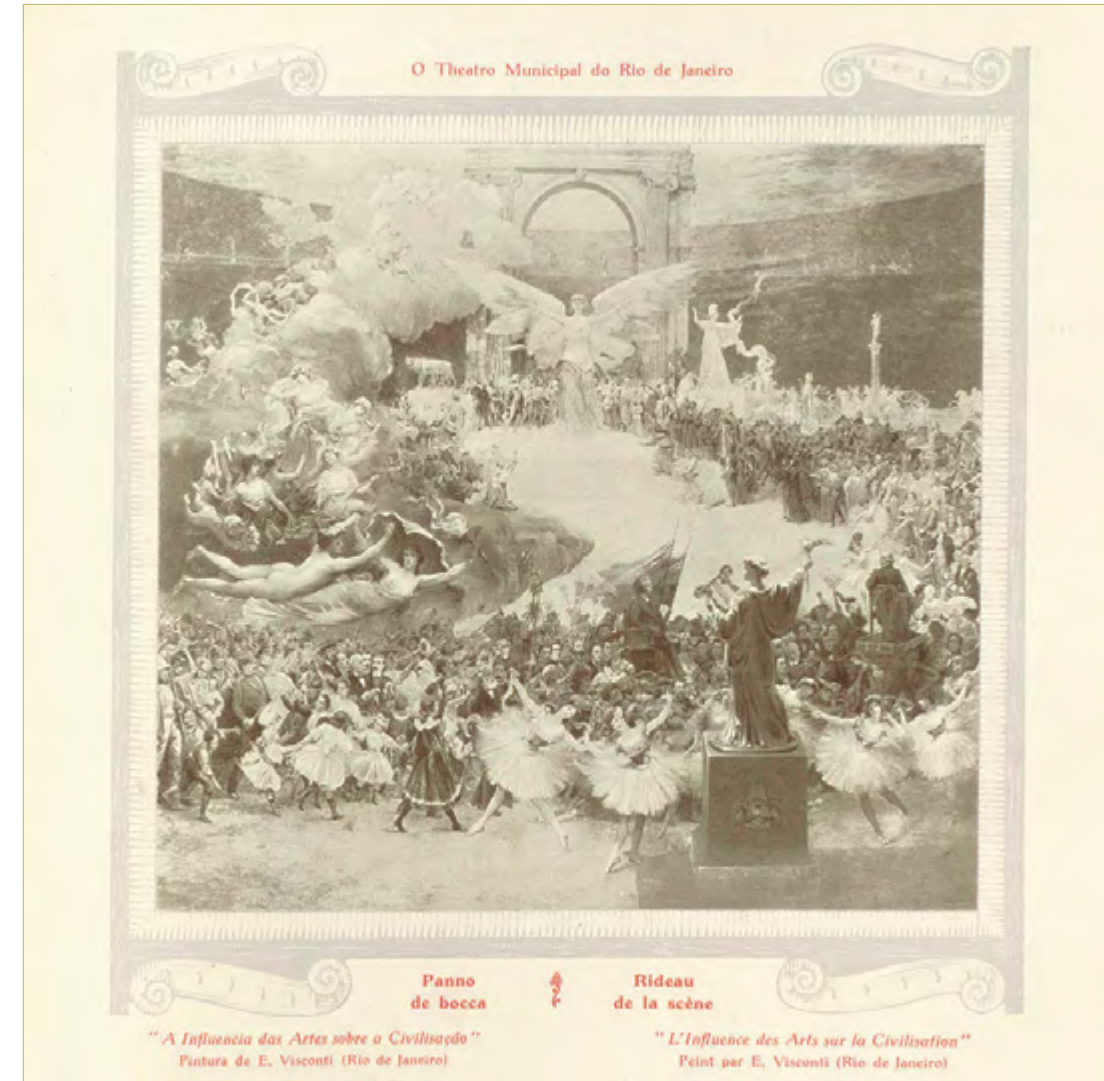 O Theatro Municipal do Rio de Janeiro
Panno
de bocca
Rideau
de la scène
"A Influencia das Artes sobre a Civilisação"
Pintura de E. Visconti (Rio de Janeiro)
"L'Influence des Arts sur la Civilisation"
Peint par E. Visconti (Rio de Janeiro)